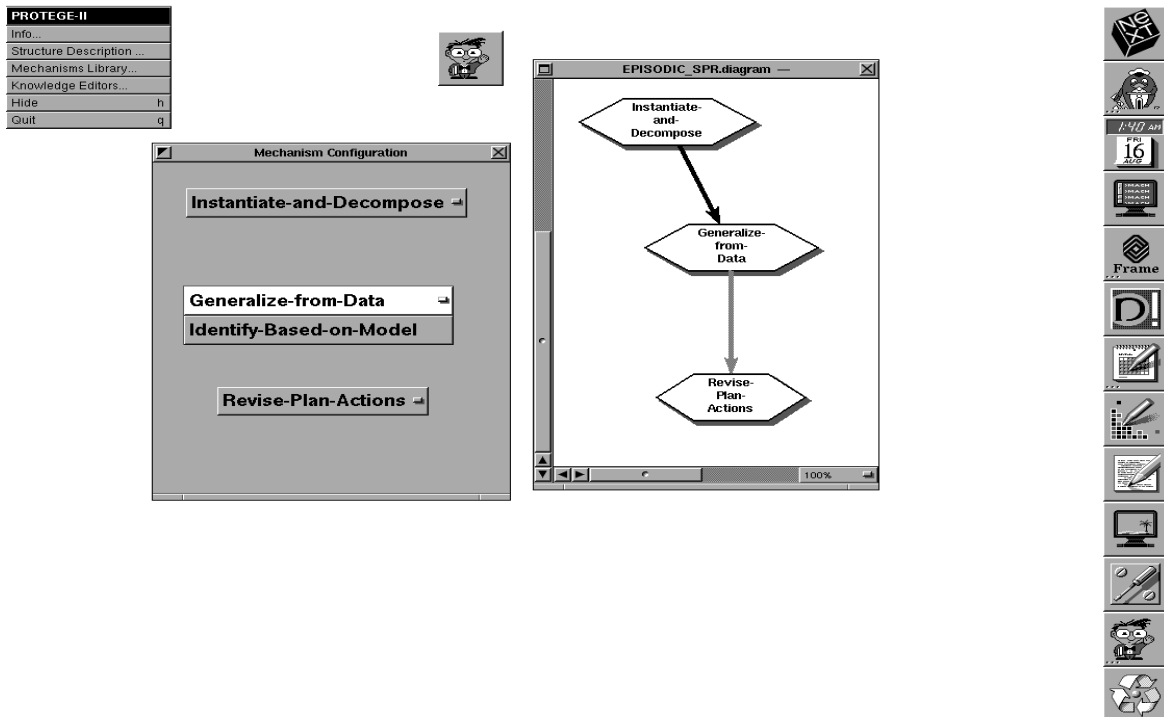 PROTEGE-II
Info...
Structure Description ...
Mechanisms Library...
Knowledge Editors...
Hide h
Quit q
Mechanism Configuration
Instantiate-and-Decompose
Generalize-from-Data
Identify-Based-on-Model
Revise-Plan-Actions
EPISODIC_SPR.diagram —
Instantiate-
and-
Decompose
Generalize-
from-
Data
Revise-
Plan-
Actions
100%
NeXT
1:40 AM
FRI
16
AUG
Frame
D!